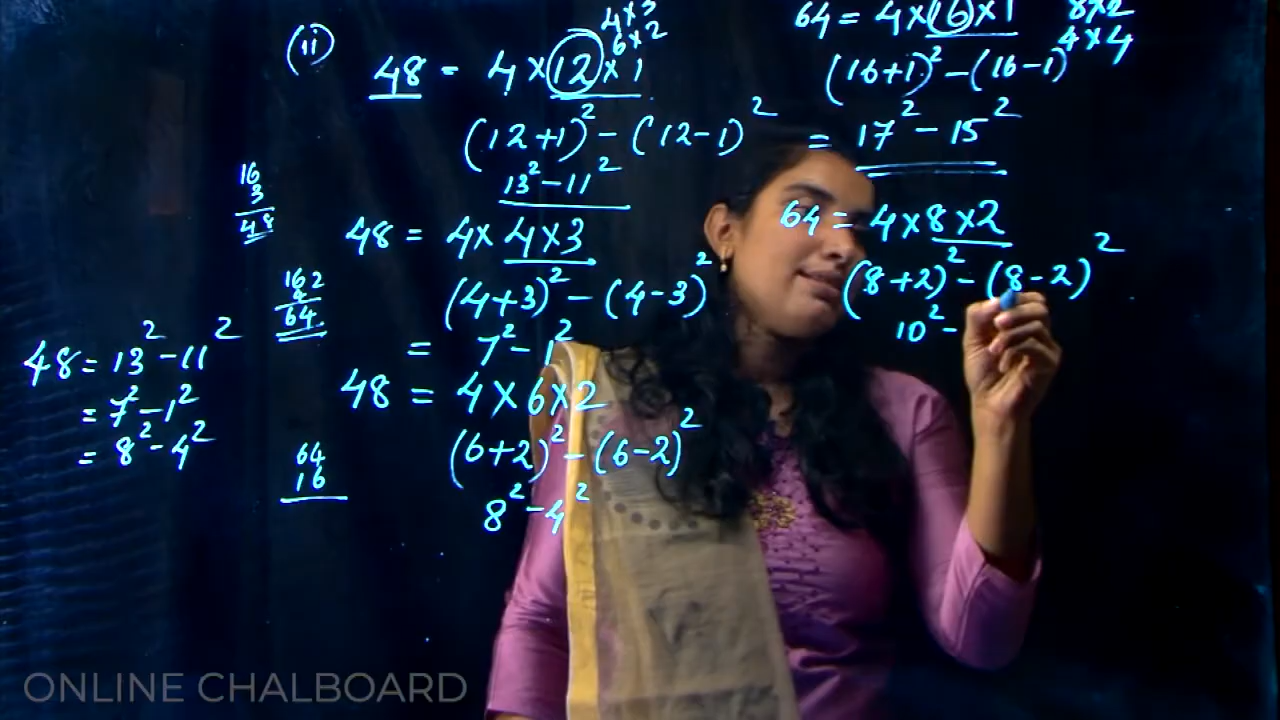 (ii)
4×3
6×2
48 = 4×12×1
(12+1)² - (12-1)²
13² - 11²
48 = 4× 4×3
(4+3)² - (4-3)²
= 7² - 1²
48 = 4×6×2
(6+2)² - (6-2)²
8² - 4²
16
3
48
162
4
64
48 = 13² - 11²
= 7² - 1²
= 8² - 4²
64
16
64 = 4×16×1
8×2
4×4
(16+1)² - (16-1)
= 17² - 15²
64 = 4×8×2
(8+2)² - (8-2)²
10² -
ONLINE CHALBOARD